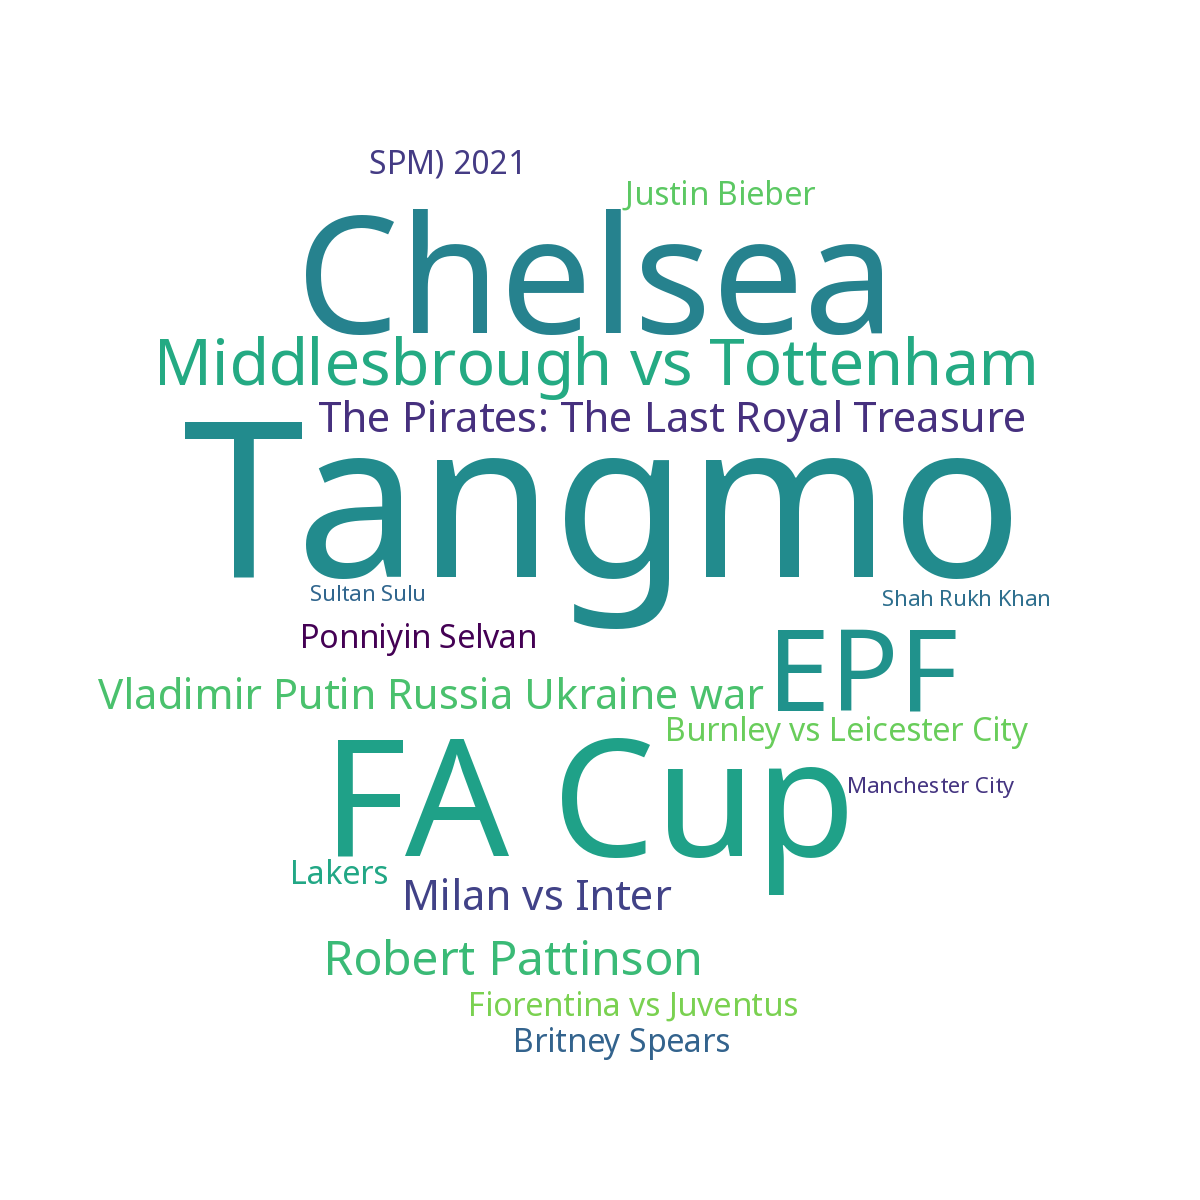 SPM) 2021
Justin Bieber
Chelsea
Middlesbrough vs Tottenham
The Pirates: The Last Royal Treasure
Tangmo
Sultan Sulu
Shah Rukh Khan
Ponniyin Selvan
EPF
Vladimir Putin Russia Ukraine war
Burnley vs Leicester City
FA Cup
Manchester City
Lakers
Milan vs Inter
Robert Pattinson
Fiorentina vs Juventus
Britney Spears